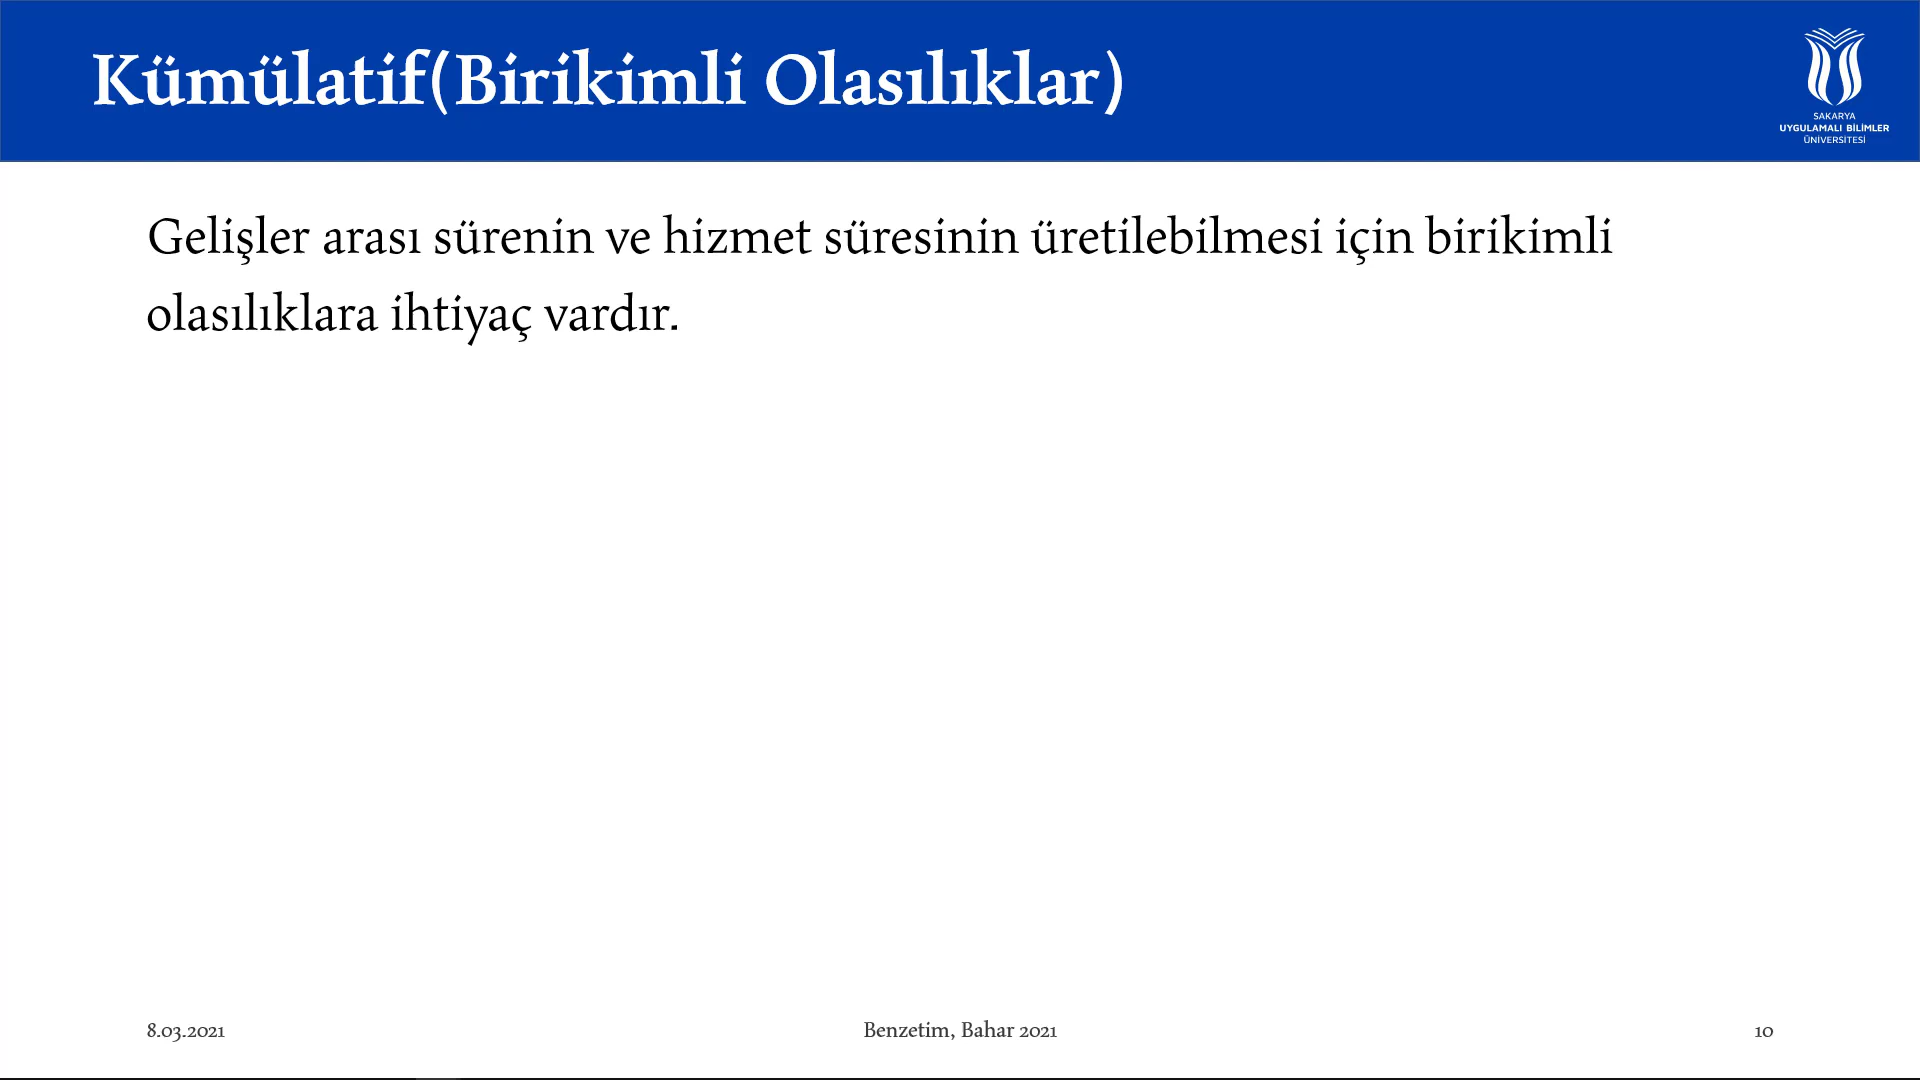 Kümülatif(Birikimli Olasılıklar)
SAKARYA
UYGULAMALI BİLİMLER
ÜNİVERSİTESİ
Gelişler arası sürenin ve hizmet süresinin üretilebilmesi için birikimli
olasılıklara ihtiyaç vardır.
8.03.2021
Benzetim, Bahar 2021
10